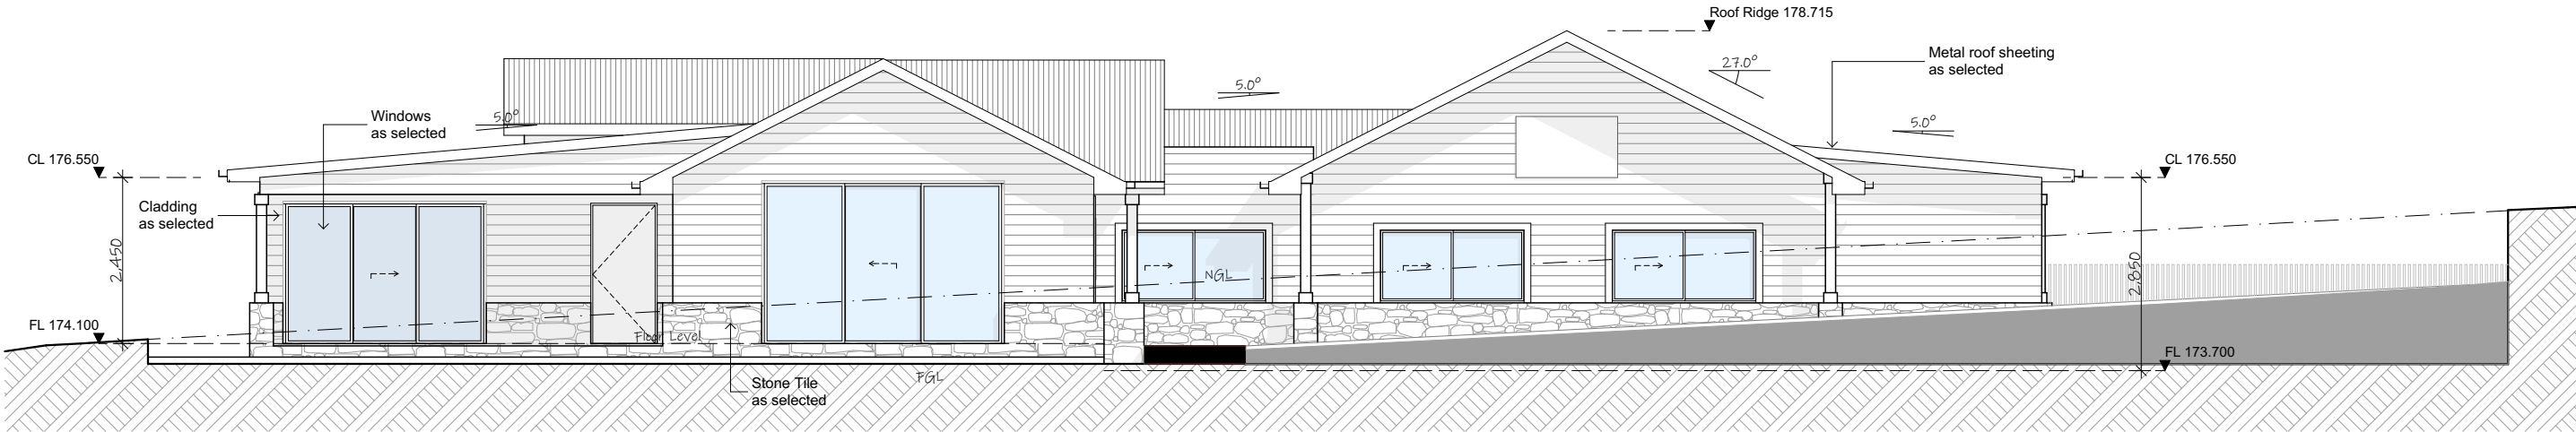 Roof Ridge 178.715
Metal roof sheeting
as selected
27.0°
5.0°
5.0°
5.0°
Windows
as selected
CL 176.550
CL 176.550
Cladding
as selected
2,450
2,850
NGL
FL 174.100
Floor Level
FL 173.700
FGL
Stone Tile
as selected